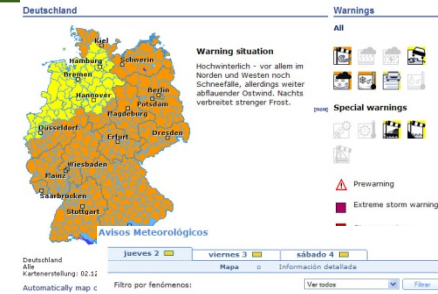 Deutschland
Warnings
All
Kiel
Hamburg
Schwerin
Bremen
Hannover
Berlin
Potsdam
Magdeburg
Düsseldorf
Erfurt
Dresden
Wiesbaden
Mainz
Saarbrücken
Stuttgart
Warning situation
Hochwinterlich - vor allem im
Norden und Westen noch
Schneefälle, allerdings weiter
abflauender Ostwind. Nachts
verbreitet strenger Frost.
Special warnings
Prewarning
Extreme storm warning
Deutschland
Alle
Kartenerstellung: 02.12
Automatically map c
Avisos Meteorológicos
jueves 2
viernes 3
sábado 4
Mapa
Información detallada
Filtro por fenómenos:
Ver todos
Filtrar